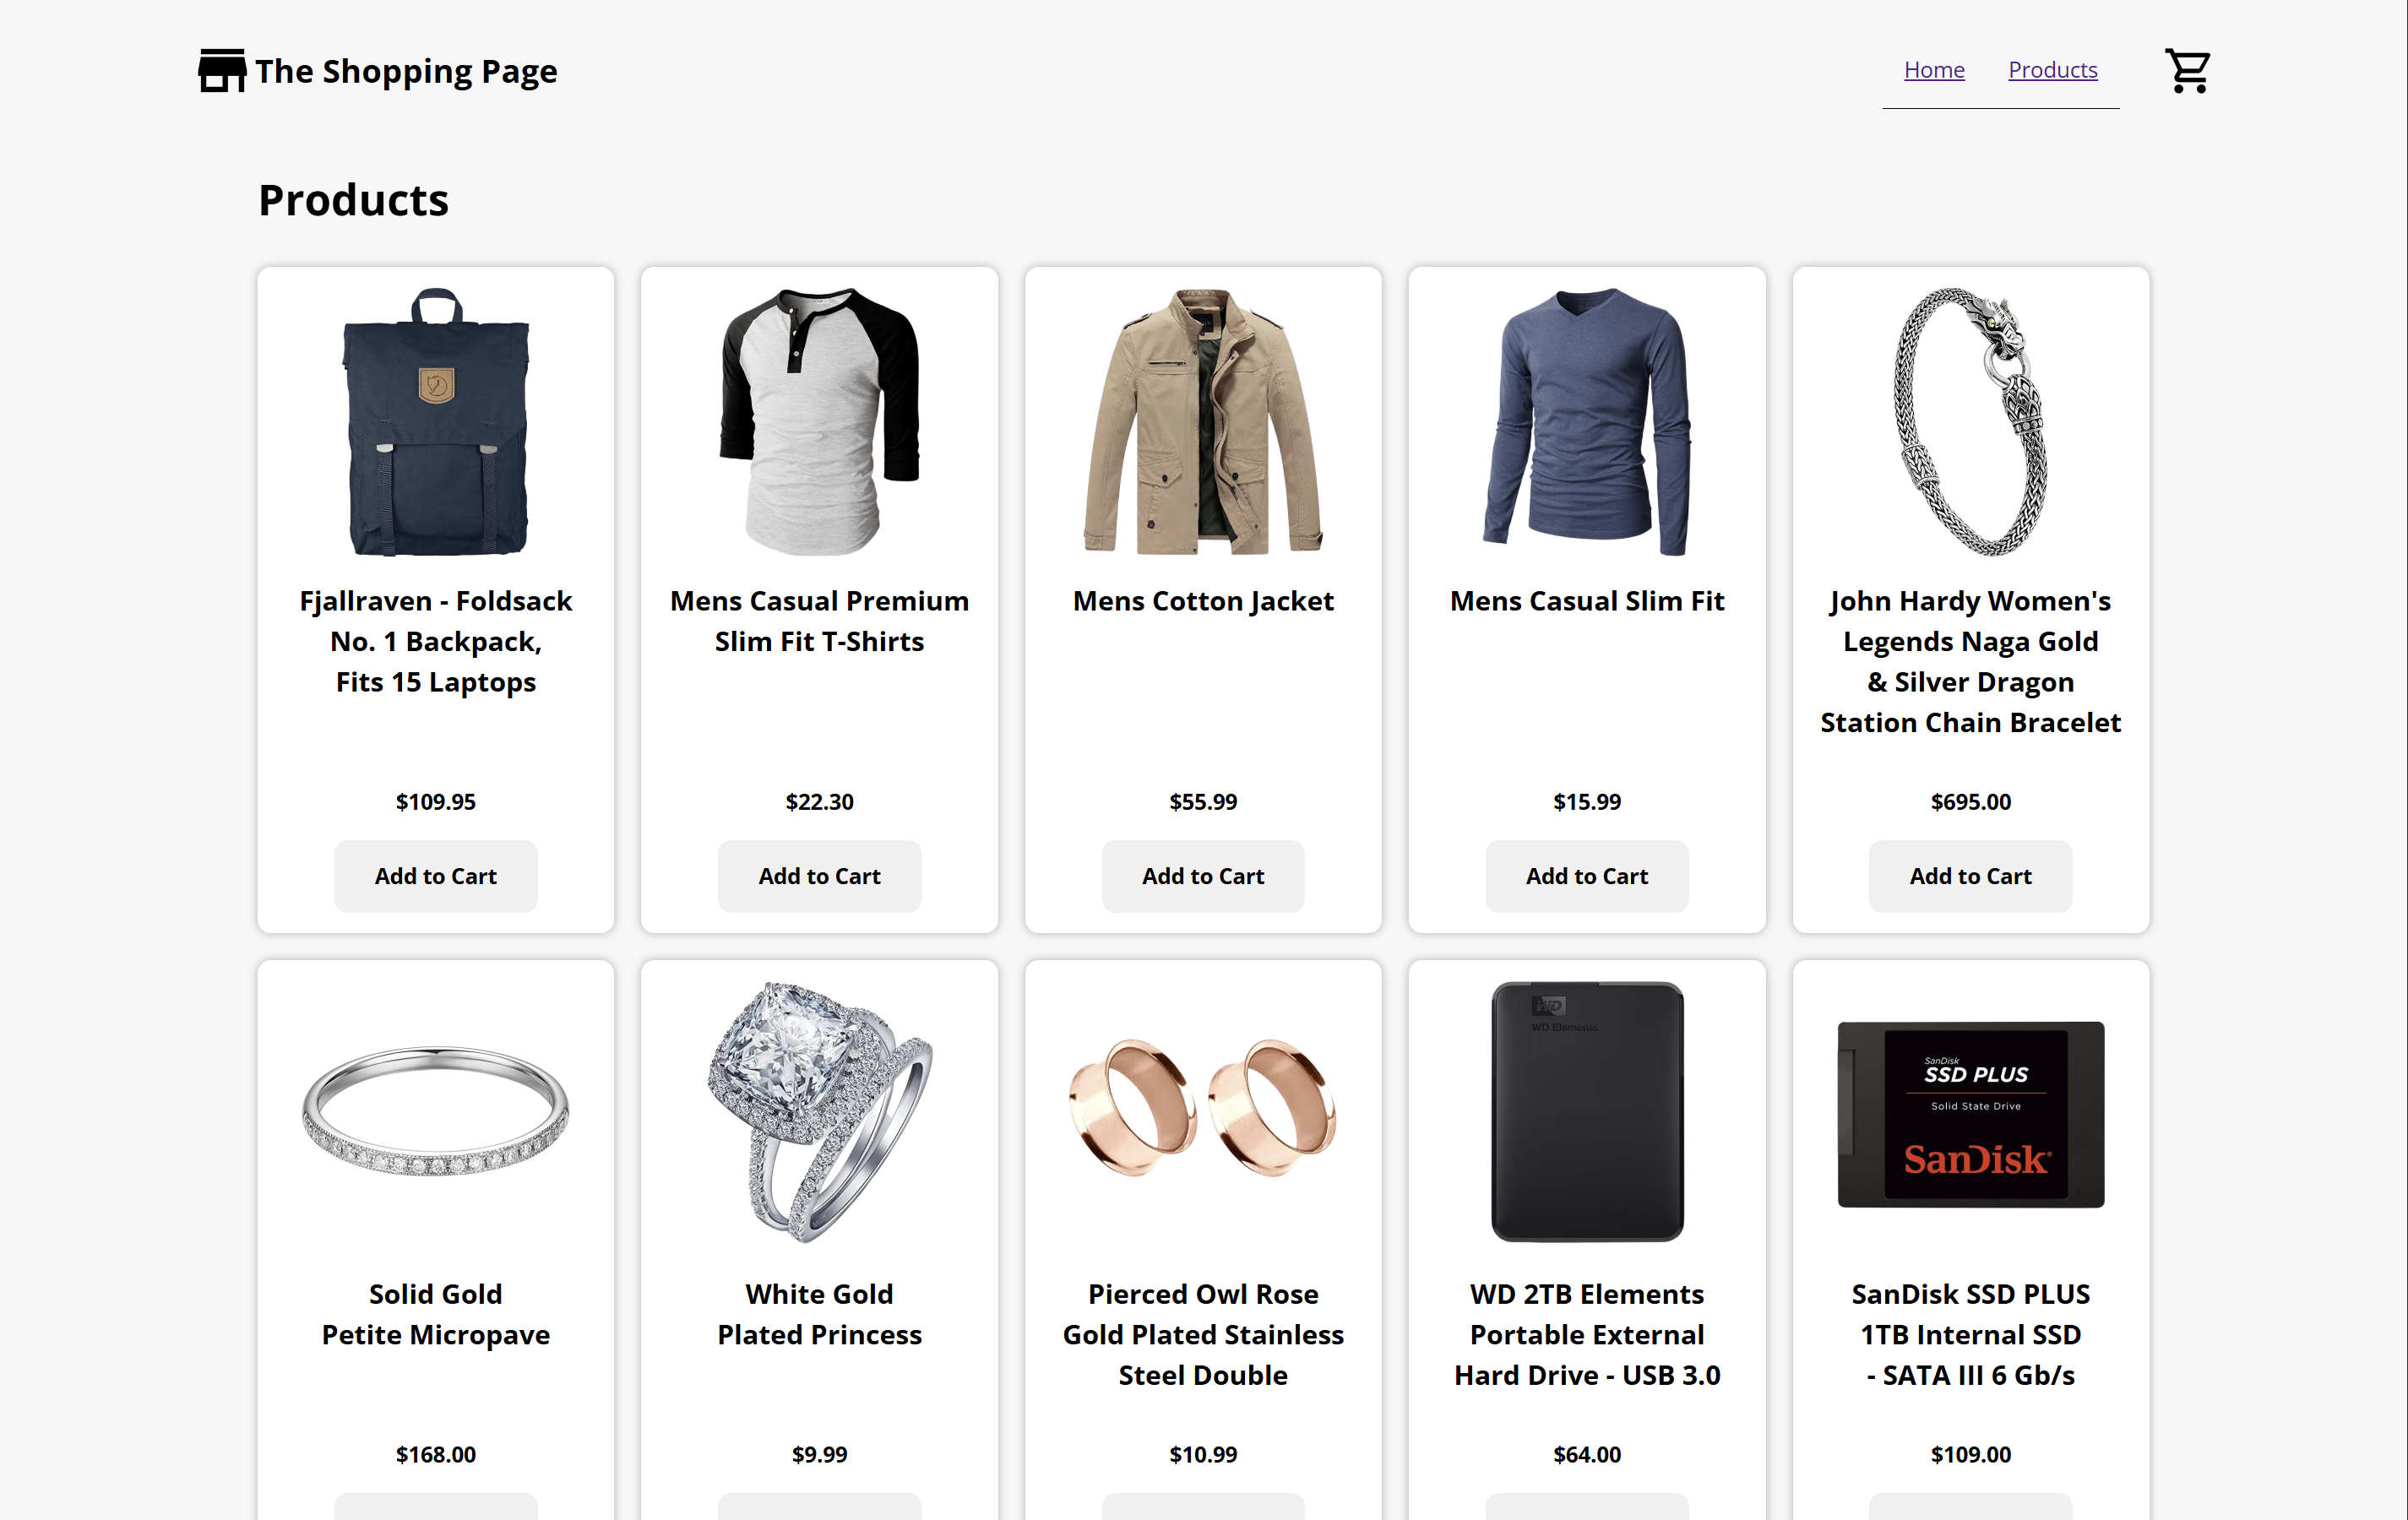 The Shopping Page
Home
Products
Products
Fjallraven - Foldsack
No. 1 Backpack,
Fits 15 Laptops
$109.95
Add to Cart
Mens Casual Premium
Slim Fit T-Shirts
$22.30
Add to Cart
Mens Cotton Jacket
$55.99
Add to Cart
Mens Casual Slim Fit
$15.99
Add to Cart
John Hardy Women's
Legends Naga Gold
& Silver Dragon
Station Chain Bracelet
$695.00
Add to Cart
Solid Gold
Petite Micropave
$168.00
White Gold
Plated Princess
$9.99
Pierced Owl Rose
Gold Plated Stainless
Steel Double
$10.99
WD
WD Elements
WD 2TB Elements
Portable External
Hard Drive - USB 3.0
$64.00
SanDisk
SSD PLUS
Solid State Drive
SanDisk®
SanDisk SSD PLUS
1TB Internal SSD
- SATA III 6 Gb/s
$109.00